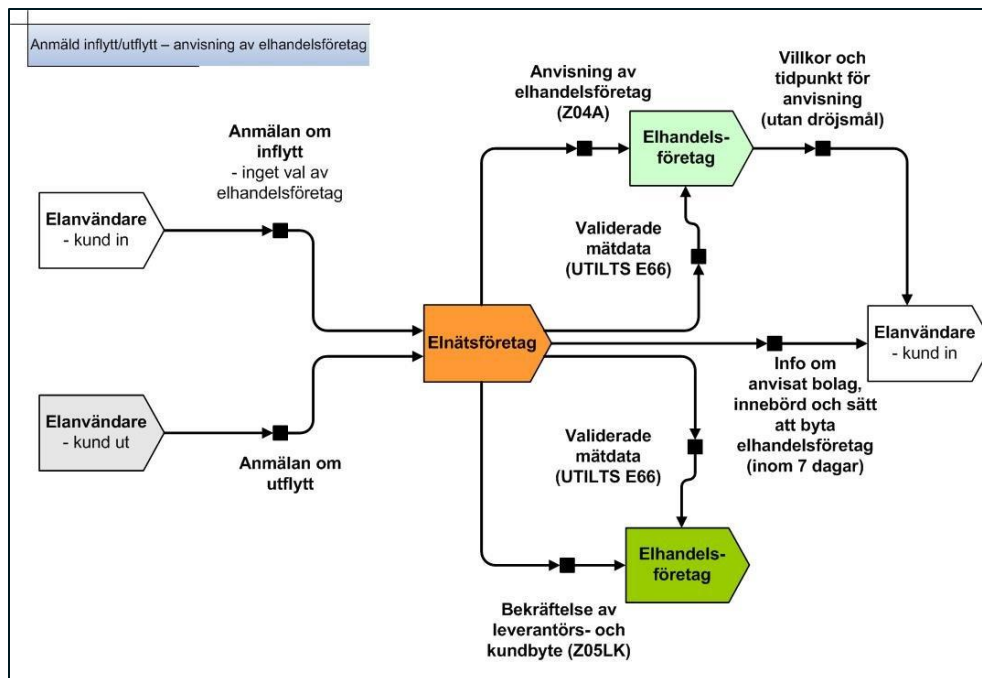 Anmäld inflytt/utflytt – anvisning av elhandelsföretag
Anmälan om
inflytt
- inget val av
elhandelsföretag
Anvisning av
elhandelsföretag
(Z04A)
Villkor och
tidpunkt för
anvisning
(utan dröjsmål)
Elhandels-
företag
Elanvändare
- kund in
Validerade
mätdata
(UTILTS E66)
Elnätsföretag
Elanvändare
- kund in
Info om
anvisat bolag,
innebörd och sätt
att byta
elhandelsföretag
(inom 7 dagar)
Elanvändare
- kund ut
Anmälan om
utflytt
Validerade
mätdata
(UTILTS E66)
Elhandels-
företag
Bekräftelse av
leverantörs- och
kundbyte (Z05LK)